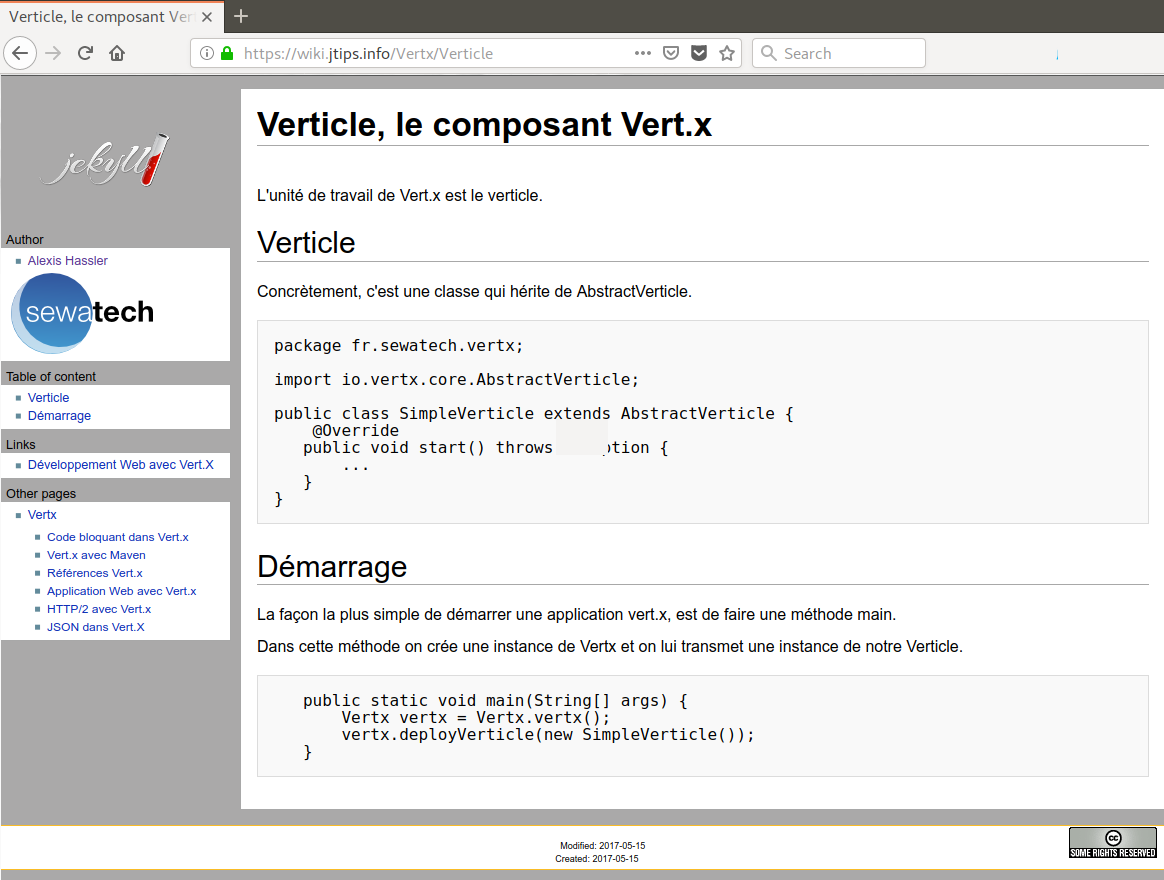 Verticle, le composant Ver
https://wiki.jtips.info/Vertx/Verticle
Search
jekyll
Author
Alexis Hassler
sewatech
Table of content
Verticle
Démarrage
Links
Développement Web avec Vert.X
Other pages
Vertx
Code bloquant dans Vert.x
Vert.x avec Maven
Références Vert.x
Application Web avec Vert.x
HTTP/2 avec Vert.x
JSON dans Vert.X
Verticle, le composant Vert.x
L'unité de travail de Vert.x est le verticle.
Verticle
Concrètement, c'est une classe qui hérite de AbstractVerticle.
package fr.sewatech.vertx;
import io.vertx.core.AbstractVerticle;
public class SimpleVerticle extends AbstractVerticle {
@Override
public void start() throws tion {
...
}
}
Démarrage
La façon la plus simple de démarrer une application vert.x, est de faire une méthode main.
Dans cette méthode on crée une instance de Vertx et on lui transmet une instance de notre Verticle.
public static void main(String[] args) {
Vertx vertx = Vertx.vertx();
vertx.deployVerticle(new SimpleVerticle());
}
Modified: 2017-05-15
Created: 2017-05-15
cc
SOME RIGHTS RESERVED